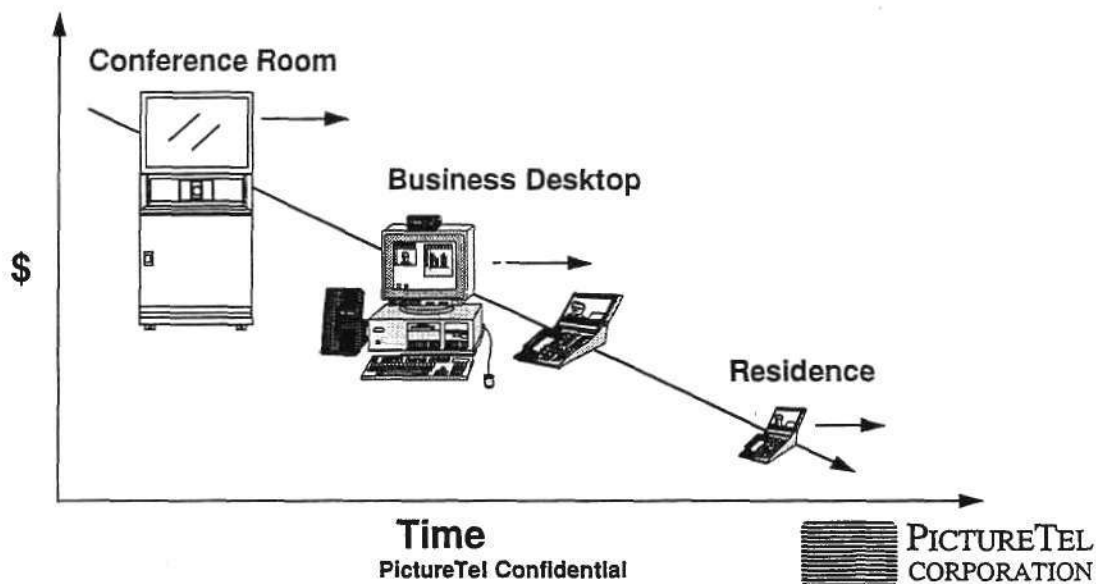 Conference Room
Business Desktop
$
Residence
Time
PictureTel Confidential
PICTURETEL
CORPORATION